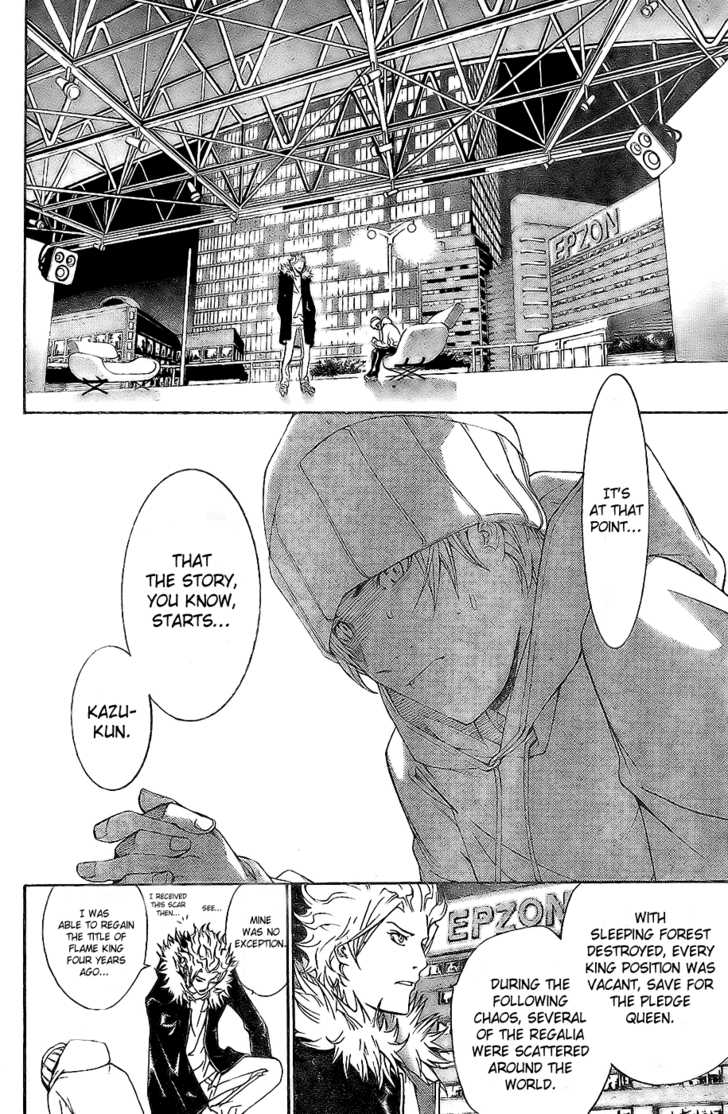 EPZON
IT'S
AT THAT
POINT...
THAT
THE STORY,
YOU KNOW,
STARTS...
KAZU-
KUN.
WITH
SLEEPING FOREST
DESTROYED, EVERY
KING POSITION WAS
VACANT, SAVE FOR
THE PLEDGE
QUEEN.
EPZON
DURING THE
FOLLOWING
CHAOS, SEVERAL
OF THE REGALIA
WERE SCATTERED
AROUND THE
WORLD.
MINE
WAS NO
EXCEPTION.
SEE...
I RECEIVED
THIS SCAR
THEN...
I WAS
ABLE TO REGAIN
THE TITLE OF
FLAME KING
FOUR YEARS
AGO...